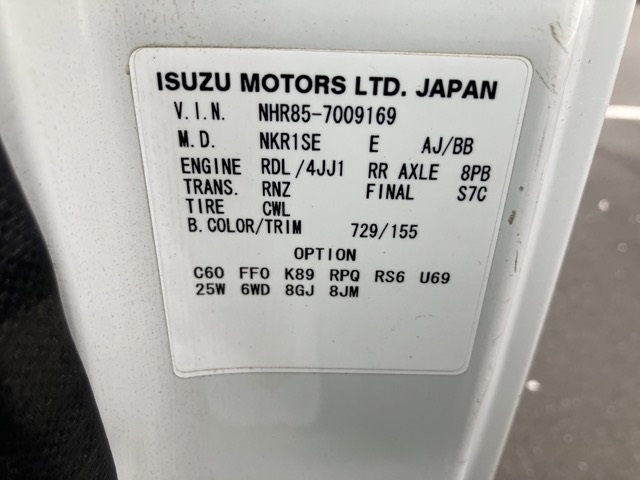 ISUZU MOTORS LTD. JAPAN
V.I.N. NHR85-7009169
M.D. NKR1SE E AJ/BB
ENGINE RDL/4JJ1 RR AXLE 8PB
TRANS. RNZ FINAL S7C
TIRE CWL
B.COLOR/TRIM 729/155
OPTION
C60 FF0 K89 RPQ RS6 U69
25W 6WD 8GJ 8JM